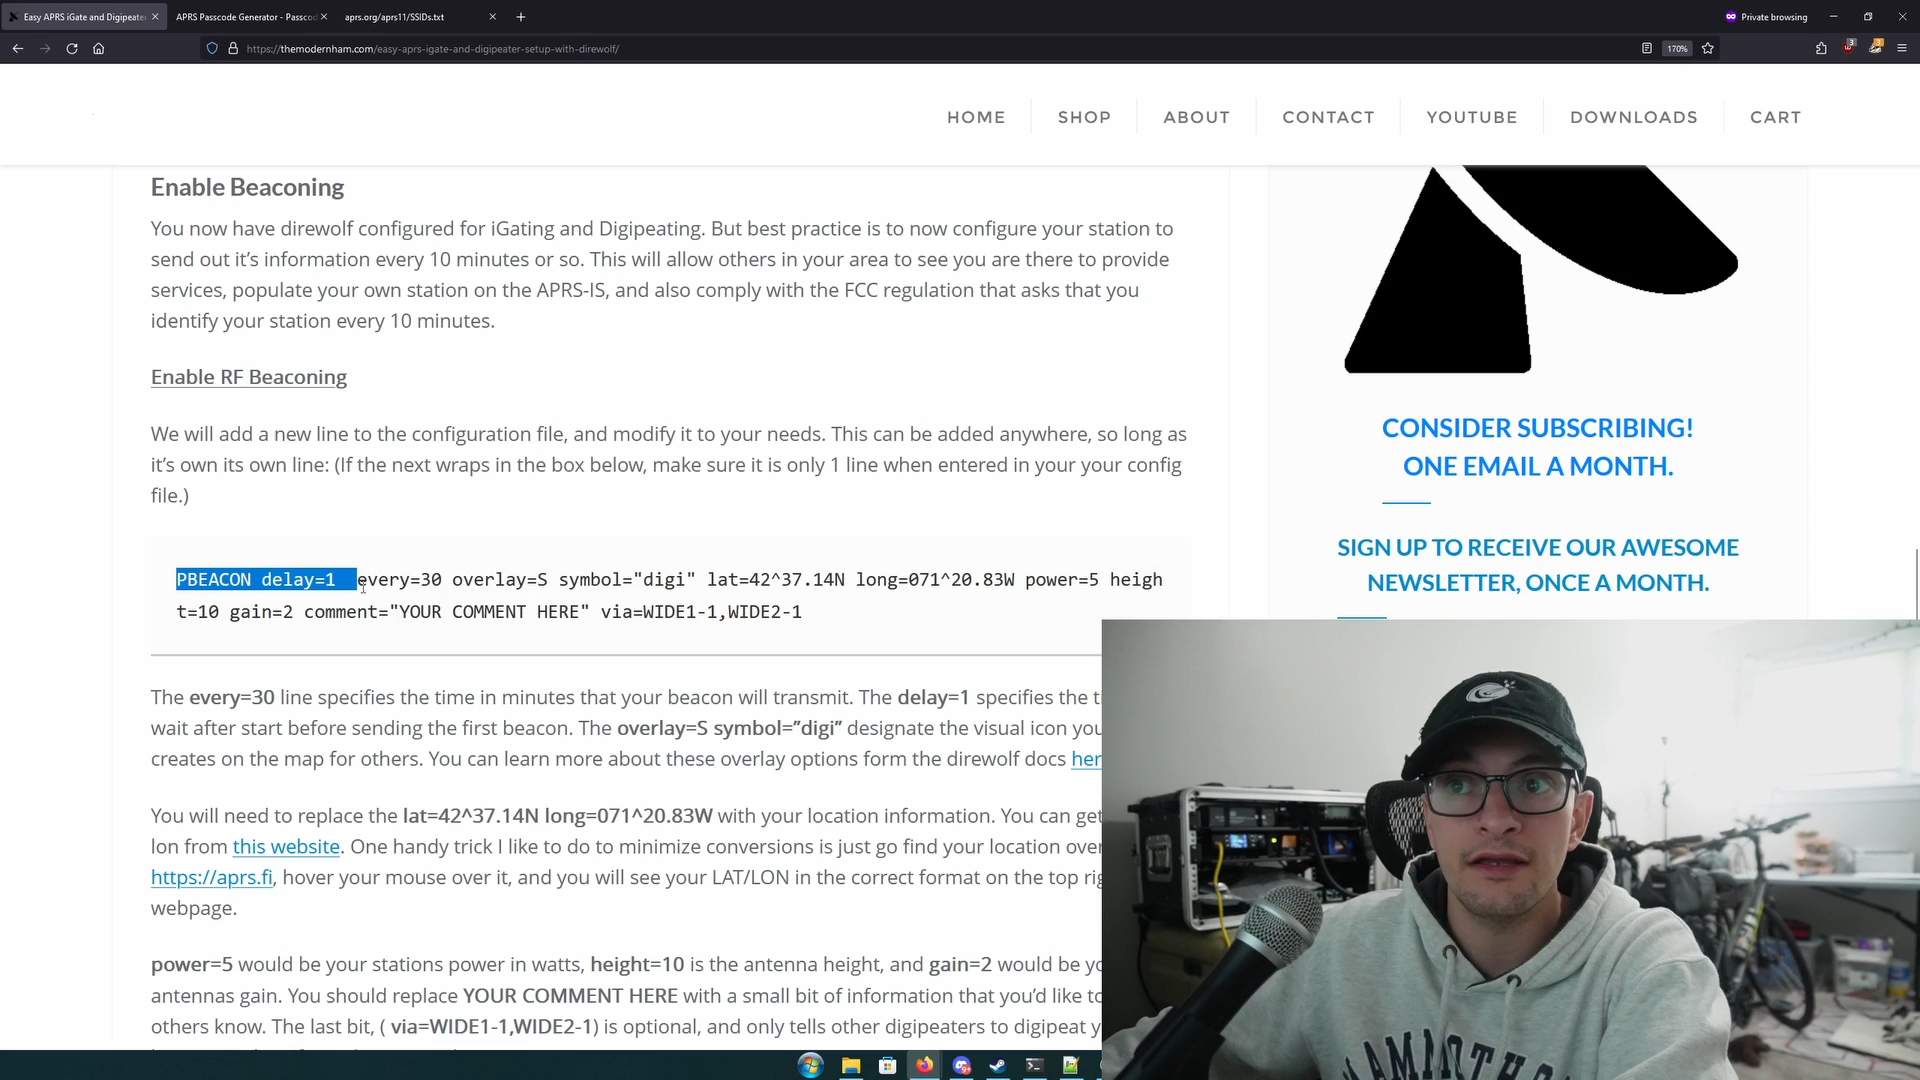 Easy APRS iGate and Digipeater
APRS Passcode Generator - Passcod
aprs.org/aprs11/SSIDs.txt
Private browsing
https://themodernham.com/easy-aprs-igate-and-digipeater-setup-with-direwolf/
170%
HOME
SHOP
ABOUT
CONTACT
YOUTUBE
DOWNLOADS
CART
Enable Beaconing
You now have direwolf configured for iGating and Digipeating. But best practice is to now configure your station to
send out it’s information every 10 minutes or so. This will allow others in your area to see you are there to provide
services, populate your own station on the APRS-IS, and also comply with the FCC regulation that asks that you
identify your station every 10 minutes.
Enable RF Beaconing
We will add a new line to the configuration file, and modify it to your needs. This can be added anywhere, so long as
it’s own its own line: (If the next wraps in the box below, make sure it is only 1 line when entered in your your config
file.)
PBEACON delay=1  every=30 overlay=S symbol="digi" lat=42^37.14N long=071^20.83W power=5 heigh
t=10 gain=2 comment="YOUR COMMENT HERE" via=WIDE1-1,WIDE2-1
The every=30 line specifies the time in minutes that your beacon will transmit. The delay=1 specifies the t
wait after start before sending the first beacon. The overlay=S symbol=”digi” designate the visual icon you
creates on the map for others. You can learn more about these overlay options form the direwolf docs her
You will need to replace the lat=42^37.14N long=071^20.83W with your location information. You can get
lon from this website. One handy trick I like to do to minimize conversions is just go find your location over
https://aprs.fi, hover your mouse over it, and you will see your LAT/LON in the correct format on the top rig
webpage.
power=5 would be your stations power in watts, height=10 is the antenna height, and gain=2 would be yo
antennas gain. You should replace YOUR COMMENT HERE with a small bit of information that you’d like to
others know. The last bit, ( via=WIDE1-1,WIDE2-1) is optional, and only tells other digipeaters to digipeat y
CONSIDER SUBSCRIBING!
ONE EMAIL A MONTH.
SIGN UP TO RECEIVE OUR AWESOME
NEWSLETTER, ONCE A MONTH.